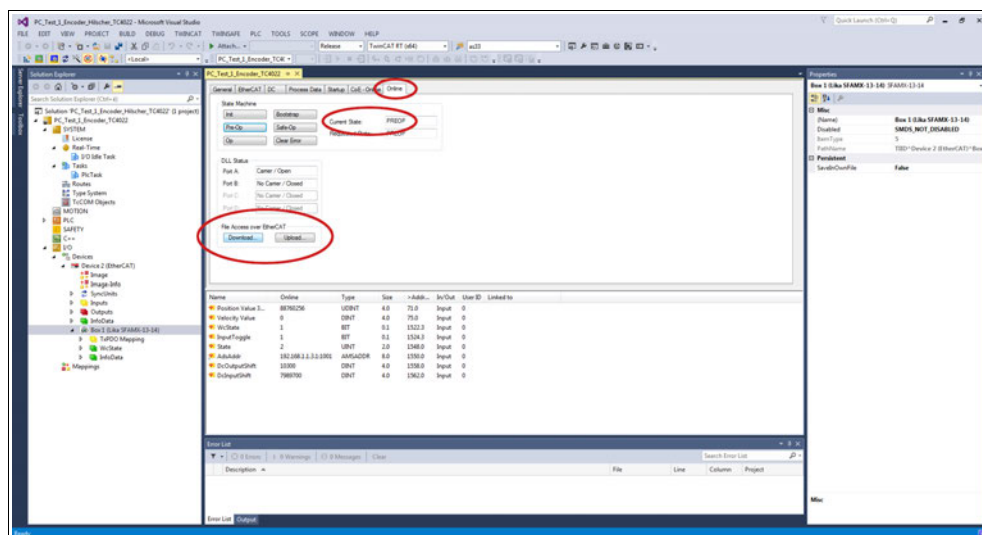 PC_Test_1_Encoder_Hilscher_TC4022 - Microsoft Visual Studio
Quick Launch (Ctrl+Q)
FILE EDIT VIEW PROJECT BUILD DEBUG TWINCAT TWINSAFE PLC TOOLS SCOPE WINDOW HELP
Attach... Release TwinCAT RT (x64)
<Local> PC_Test_1_Encoder_TC4
Server Explorer
Toolbox
Solution Explorer
Search Solution Explorer (Ctrl+è)
Solution 'PC_Test_1_Encoder_Hilscher_TC4022' (1 project)
PC_Test_1_Encoder_TC4022
SYSTEM
License
Real-Time
I/O Idle Task
Tasks
PlcTask
Routes
Type System
TcCOM Objects
MOTION
PLC
SAFETY
C++
I/O
Devices
Device 2 (EtherCAT)
Image
Image-Info
SyncUnits
Inputs
Outputs
InfoData
Box 1 (Lika SFAMX-13-14)
TxPDO Mapping
WcState
InfoData
Mappings
PC_Test_1_Encoder_TC4022
General EtherCAT DC Process Data Startup CoE - Online Online
State Machine
Init Bootstrap
Pre-Op Safe-Op
Op Clear Error
Current State: PREOP
DLL Status
Port A: Carrier / Open
Port B: No Carrier / Closed
Port C: No Carrier / Closed
No Carrier / Closed
File Access over EtherCAT
Download... Upload...
Name Online Type Size >Addr... In/Out User ID Linked to
Position Value 3... 88760256 UDINT 4.0 71.0 Input 0
Velocity Value 0 DINT 4.0 75.0 Input 0
WcState 1 BIT 0.1 1522.3 Input 0
InputToggle 1 BIT 0.1 1524.3 Input 0
State 2 UINT 2.0 1548.0 Input 0
AdsAddr 192.168.1.1.3.1:1001 AMSADDR 8.0 1550.0 Input 0
DcOutputShift 10300 DINT 4.0 1558.0 Input 0
DcInputShift 7989700 DINT 4.0 1562.0 Input 0
Error List
0 Errors 0 Warnings 0 Messages Clear
Search Error List
Description File Line Column Project
Error List Output
Properties
Box 1 (Lika SFAMX-13-14) SFAMX-13-14
Misc
(Name) Box 1 (Lika SFAMX-13-14)
Disabled SMDS_NOT_DISABLED
ItemType 5
PathName TIID^Device 2 (EtherCAT)^Box
Persistent
SaveInOwnFile False
Misc
Ready